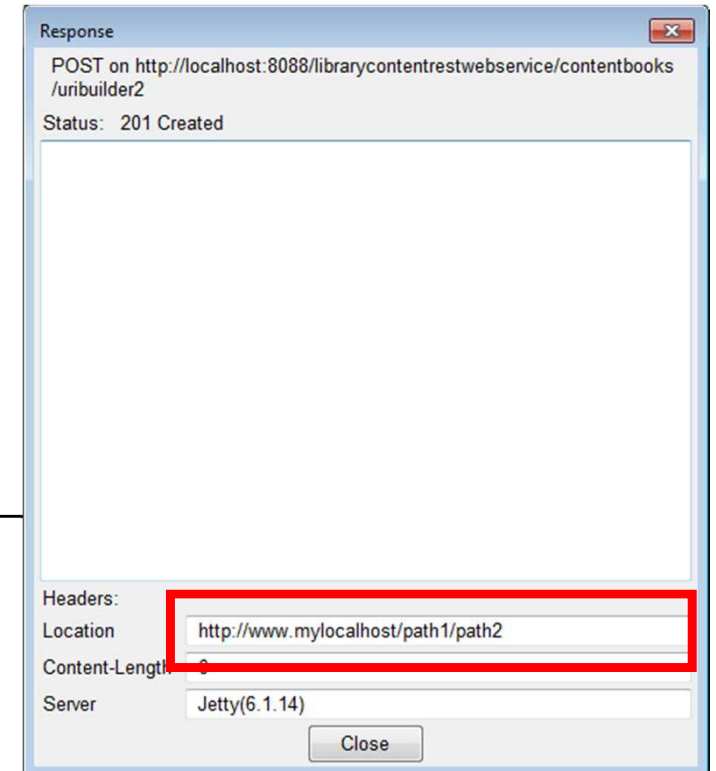 Response
POST on http://localhost:8088/librarycontentrestwebservice/contentbooks
/uribuilder2
Status: 201 Created
Headers:
Location http://www.mylocalhost/path1/path2
Content-Length
Server Jetty(6.1.14)
Close